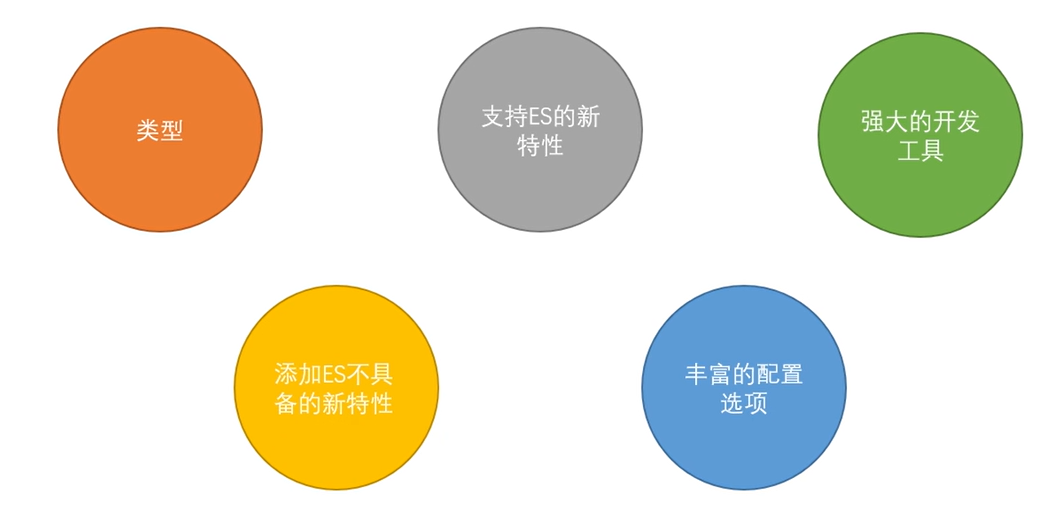 类型
支持ES的新
特性
强大的开发
工具
添加ES不具
备的新特性
丰富的配置
选项